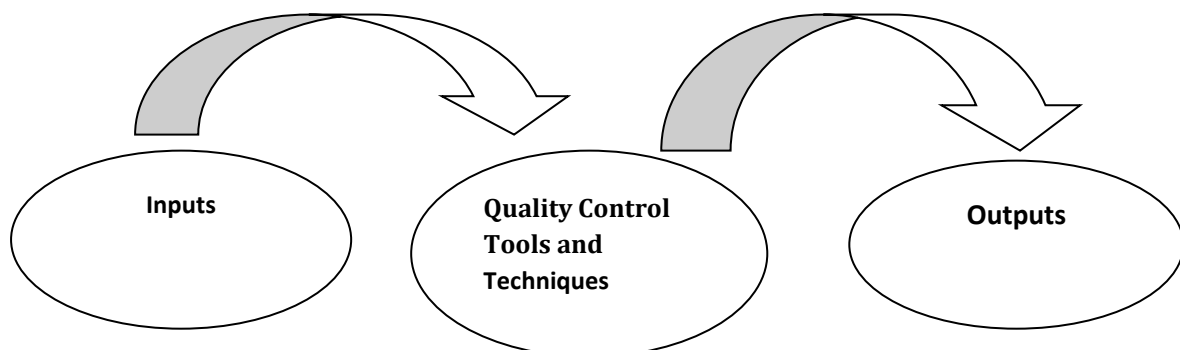 Inputs
Quality Control
Tools and
Techniques
Outputs